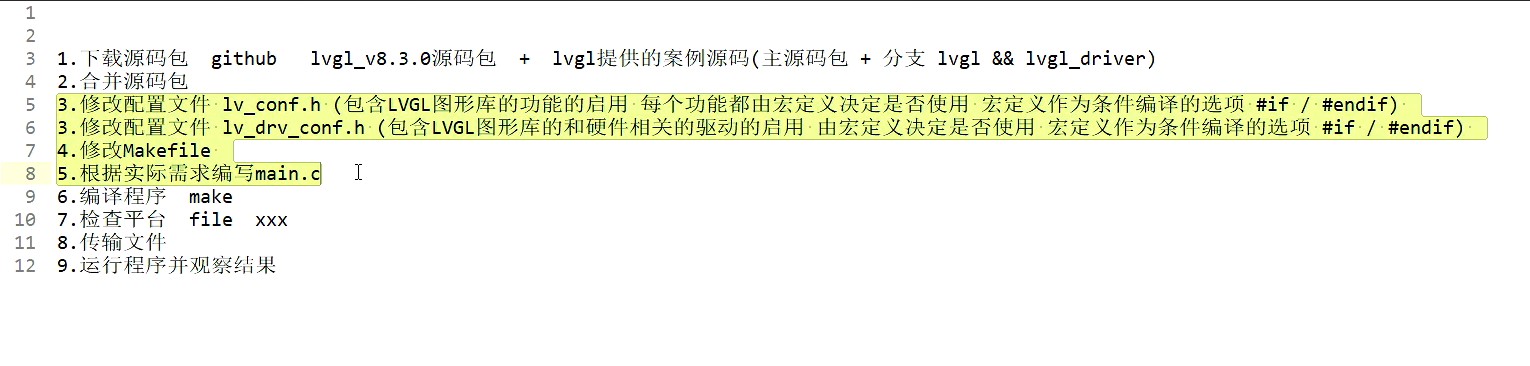 1
2
3 1.下载源码包  github   lvgl_v8.3.0源码包  +  lvgl提供的案例源码(主源码包 + 分支 lvgl && lvgl_driver)
4 2.合并源码包
5 3.修改配置文件 lv_conf.h (包含LVGL图形库的功能的启用 每个功能都由宏定义决定是否使用 宏定义作为条件编译的选项 #if / #endif)
6 3.修改配置文件 lv_drv_conf.h (包含LVGL图形库的和硬件相关的驱动的启用 由宏定义决定是否使用 宏定义作为条件编译的选项 #if / #endif)
7 4.修改Makefile
8 5.根据实际需求编写main.c
9 6.编译程序  make
10 7.检查平台  file  xxx
11 8.传输文件
12 9.运行程序并观察结果